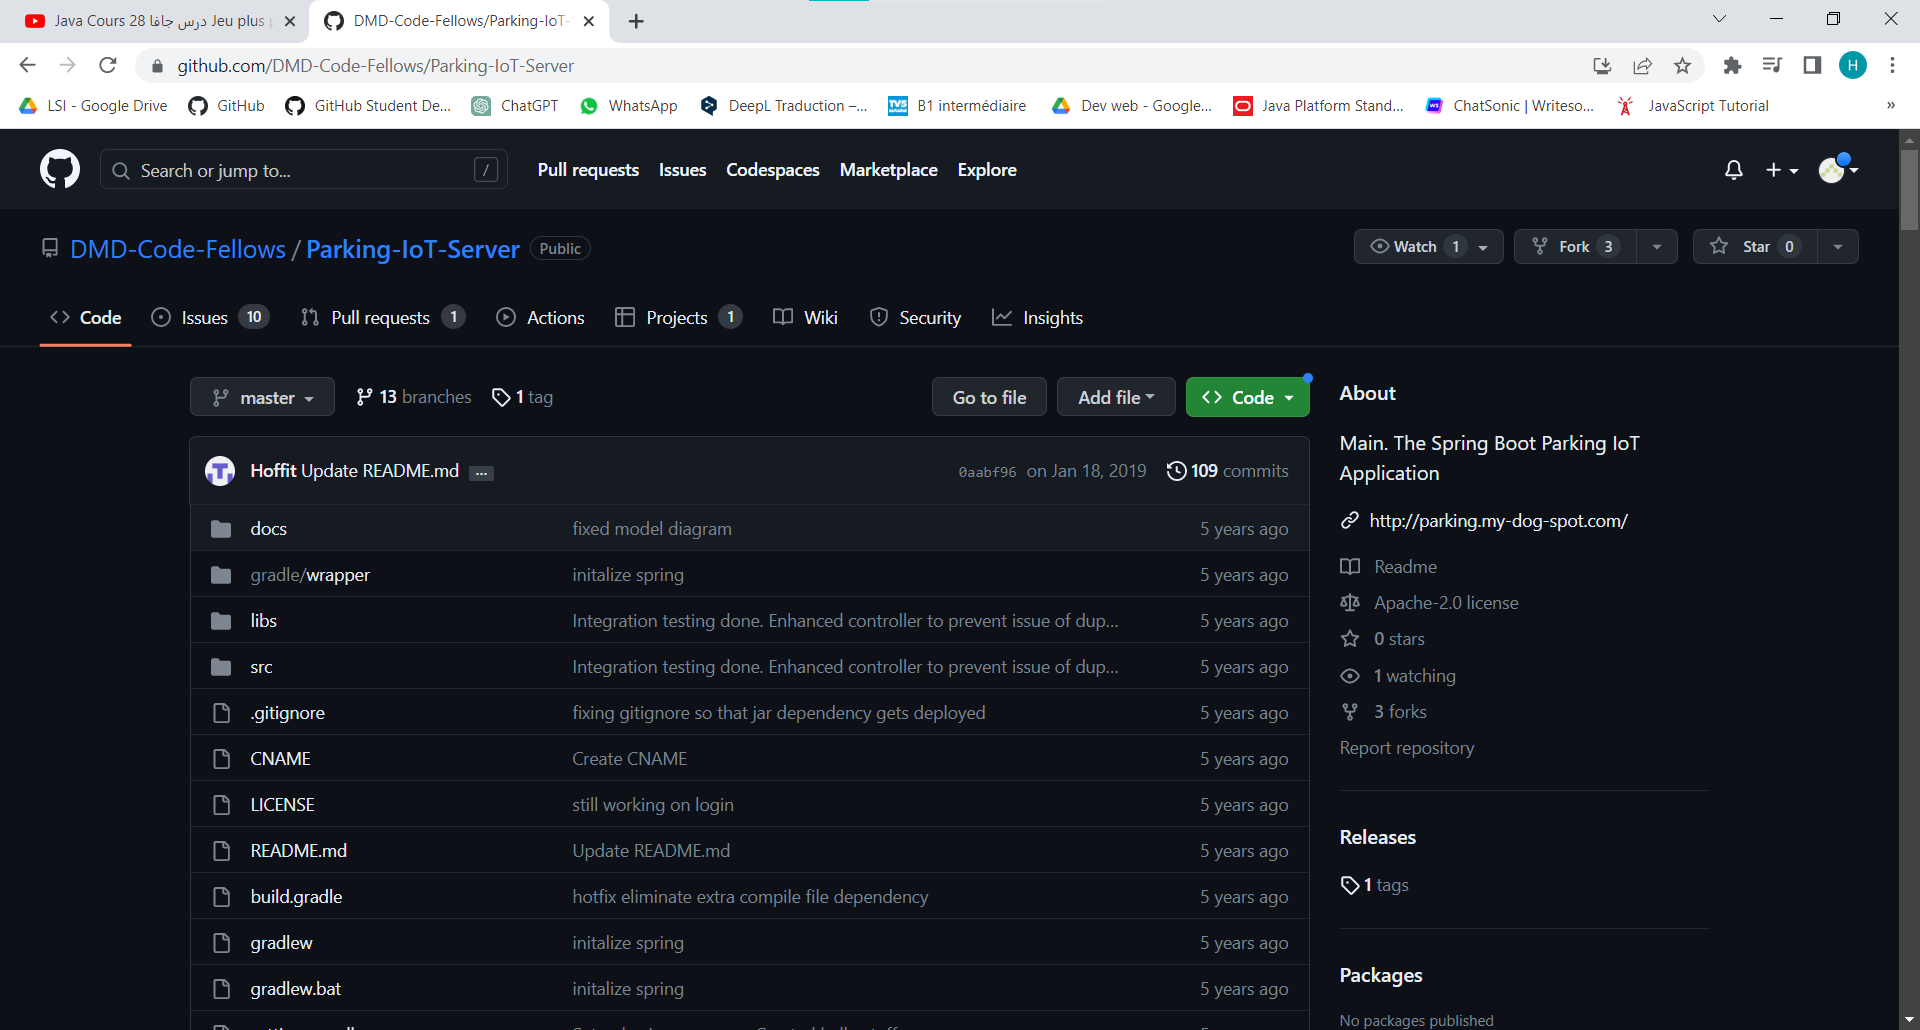 Java Cours 28 درس جافا Jeu plus
DMD-Code-Fellows/Parking-IoT-
github.com/DMD-Code-Fellows/Parking-IoT-Server
H
LSI - Google Drive
GitHub
GitHub Student De...
ChatGPT
WhatsApp
DeepL Traduction –...
TV5
B1 intermédiaire
Dev web - Google...
Java Platform Stand...
ChatSonic | Writeso...
JavaScript Tutorial
»
Search or jump to...
/
Pull requests
Issues
Codespaces
Marketplace
Explore
DMD-Code-Fellows / Parking-IoT-Server
Public
Watch 1
Fork 3
Star 0
Code
Issues 10
Pull requests 1
Actions
Projects 1
Wiki
Security
Insights
master
13 branches
1 tag
Go to file
Add file
Code
Hoffit Update README.md ...
0aabf96 on Jan 18, 2019
109 commits
docs fixed model diagram 5 years ago
gradle/wrapper initalize spring 5 years ago
libs Integration testing done. Enhanced controller to prevent issue of dup... 5 years ago
src Integration testing done. Enhanced controller to prevent issue of dup... 5 years ago
.gitignore fixing gitignore so that jar dependency gets deployed 5 years ago
CNAME Create CNAME 5 years ago
LICENSE still working on login 5 years ago
README.md Update README.md 5 years ago
build.gradle hotfix eliminate extra compile file dependency 5 years ago
gradlew initalize spring 5 years ago
gradlew.bat initalize spring 5 years ago
About
Main. The Spring Boot Parking IoT
Application
http://parking.my-dog-spot.com/
Readme
Apache-2.0 license
0 stars
1 watching
3 forks
Report repository
Releases
1 tags
Packages
No packages published